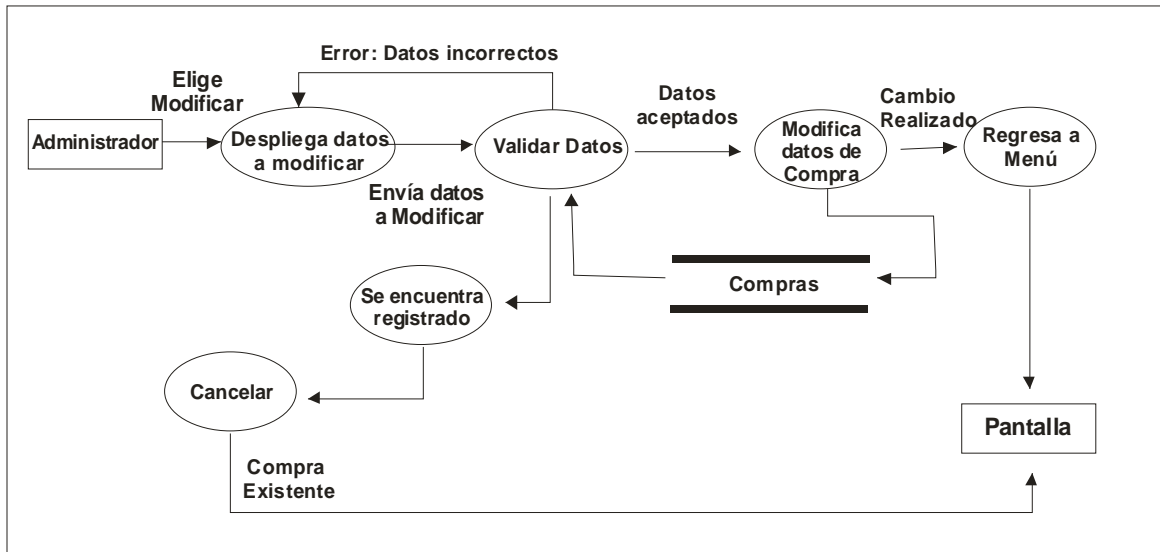 Error: Datos incorrectos
Elige
Modificar
Administrador
Despliega datos
a modificar
Envía datos
a Modificar
Validar Datos
Datos
aceptados
Modifica
datos de
Compra
Cambio
Realizado
Regresa a
Menú
Compras
Se encuentra
registrado
Cancelar
Compra
Existente
Pantalla